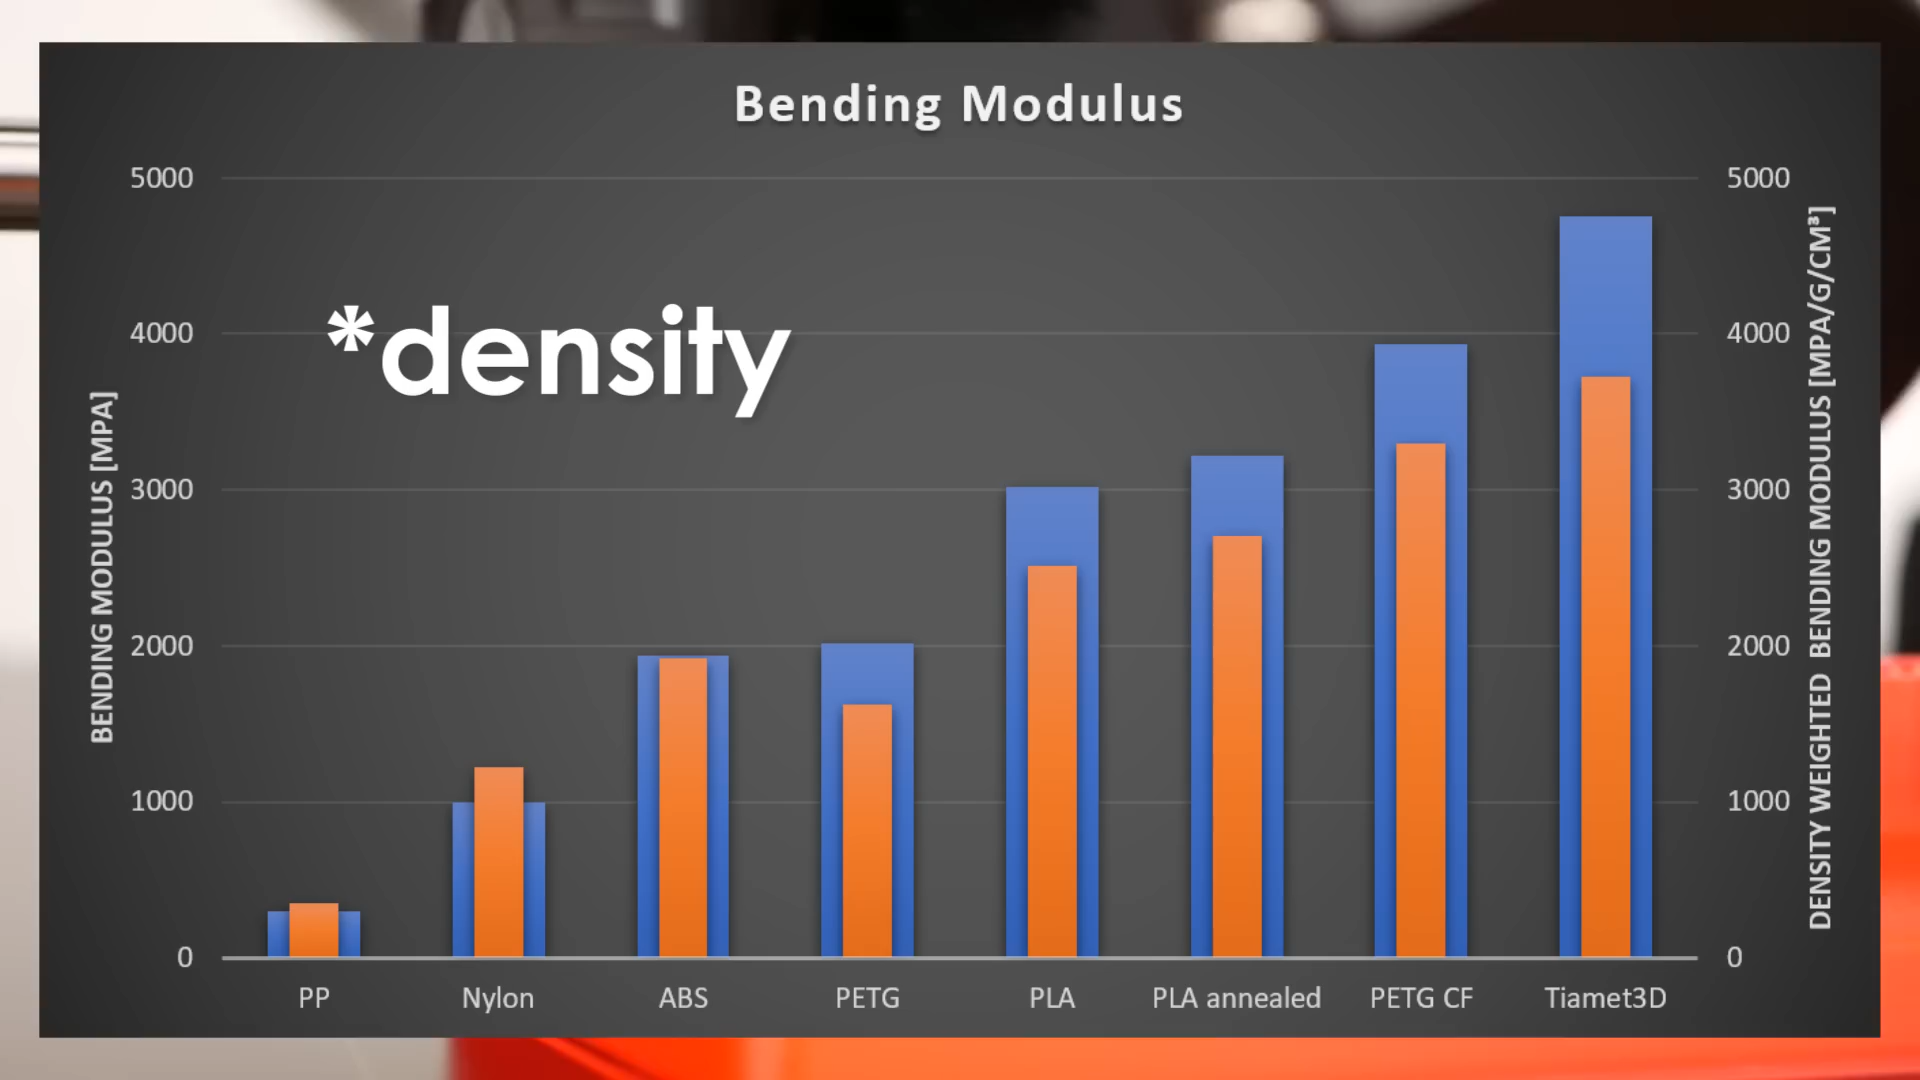 Bending Modulus
5000
4000
3000
2000
1000
0
BENDING MODULUS [MPA]
*density
5000
4000
3000
2000
1000
0
DENSITY WEIGHTED BENDING MODULUS [MPA/G/CM³]
PP
Nylon
ABS
PETG
PLA
PLA annealed
PETG CF
Tiamet3D